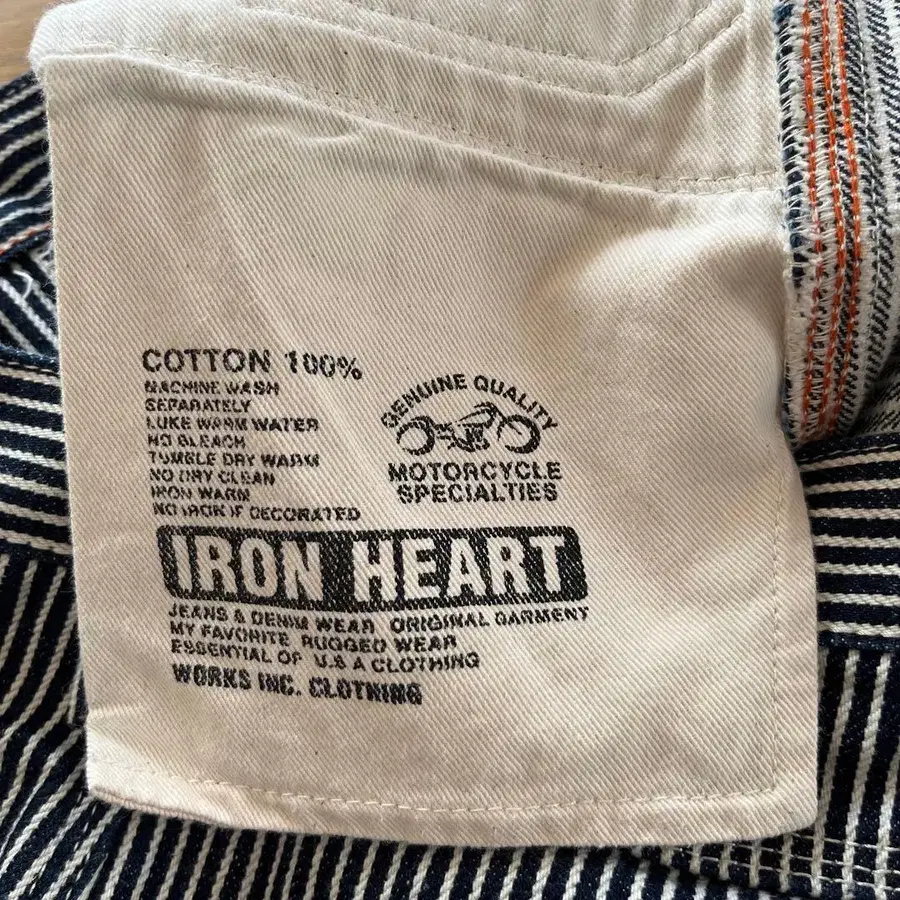 COTTON 100%
MACHINE WASH
SEPARATELY
LUKE WARM WATER
NO BLEACH
TUMBLE DRY WARM
NO DRY CLEAN
IRON WARM
NO IRON IF DECORATED
GENUINE QUALITY
MOTORCYCLE
SPECIALTIES
IRON HEART
JEANS & DENIM WEAR ORIGINAL GARMENT
MY FAVORITE RUGGED WEAR
ESSENTIAL OF U.S A CLOTHING
WORKS INC. CLOTHING